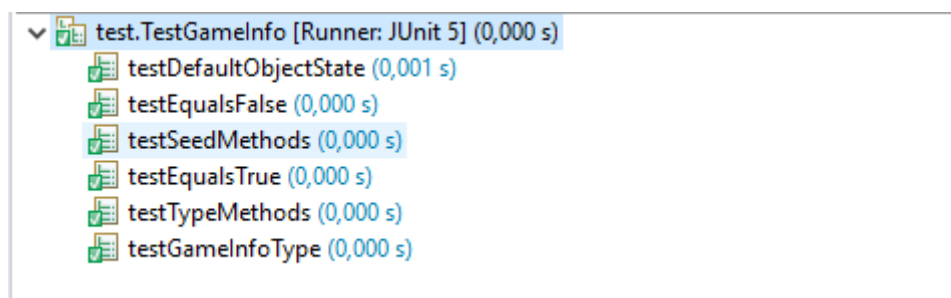 test.TestGameInfo [Runner: JUnit 5] (0,000 s)
testDefaultObjectState (0,001 s)
testEqualsFalse (0,000 s)
testSeedMethods (0,000 s)
testEqualsTrue (0,000 s)
testTypeMethods (0,000 s)
testGameInfoType (0,000 s)